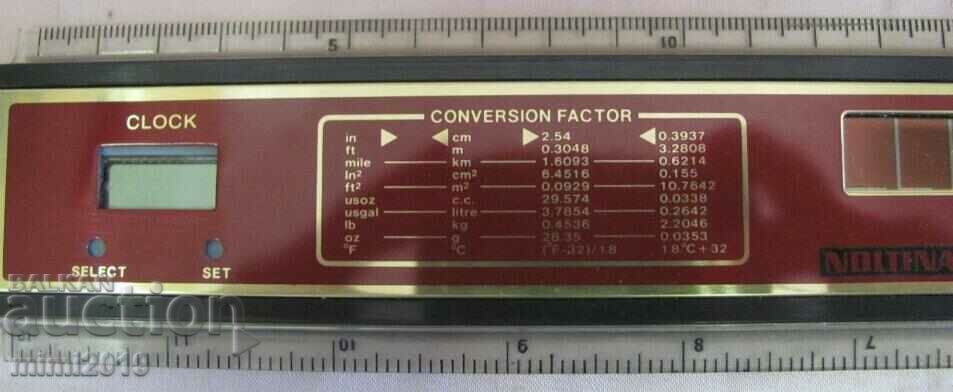 5 10
CLOCK
CONVERSION FACTOR
in cm 2.54 0.3937
ft m 0.3048 3.2808
mile km 1.6093 0.6214
In² cm² 6.4516 0.155
ft² m² 0.0929 10.7642
usoz c.c. 29.574 0.0338
usgal litre 3.7854 0.2642
lb kg 0.4536 2.2046
oz g 28.35 0.0353
°F °C (°F-32)/1.8 1.8°C+32
SELECT SET
NOLTINA
BALKAN
auction
mimi2019
11 10 9 8 7